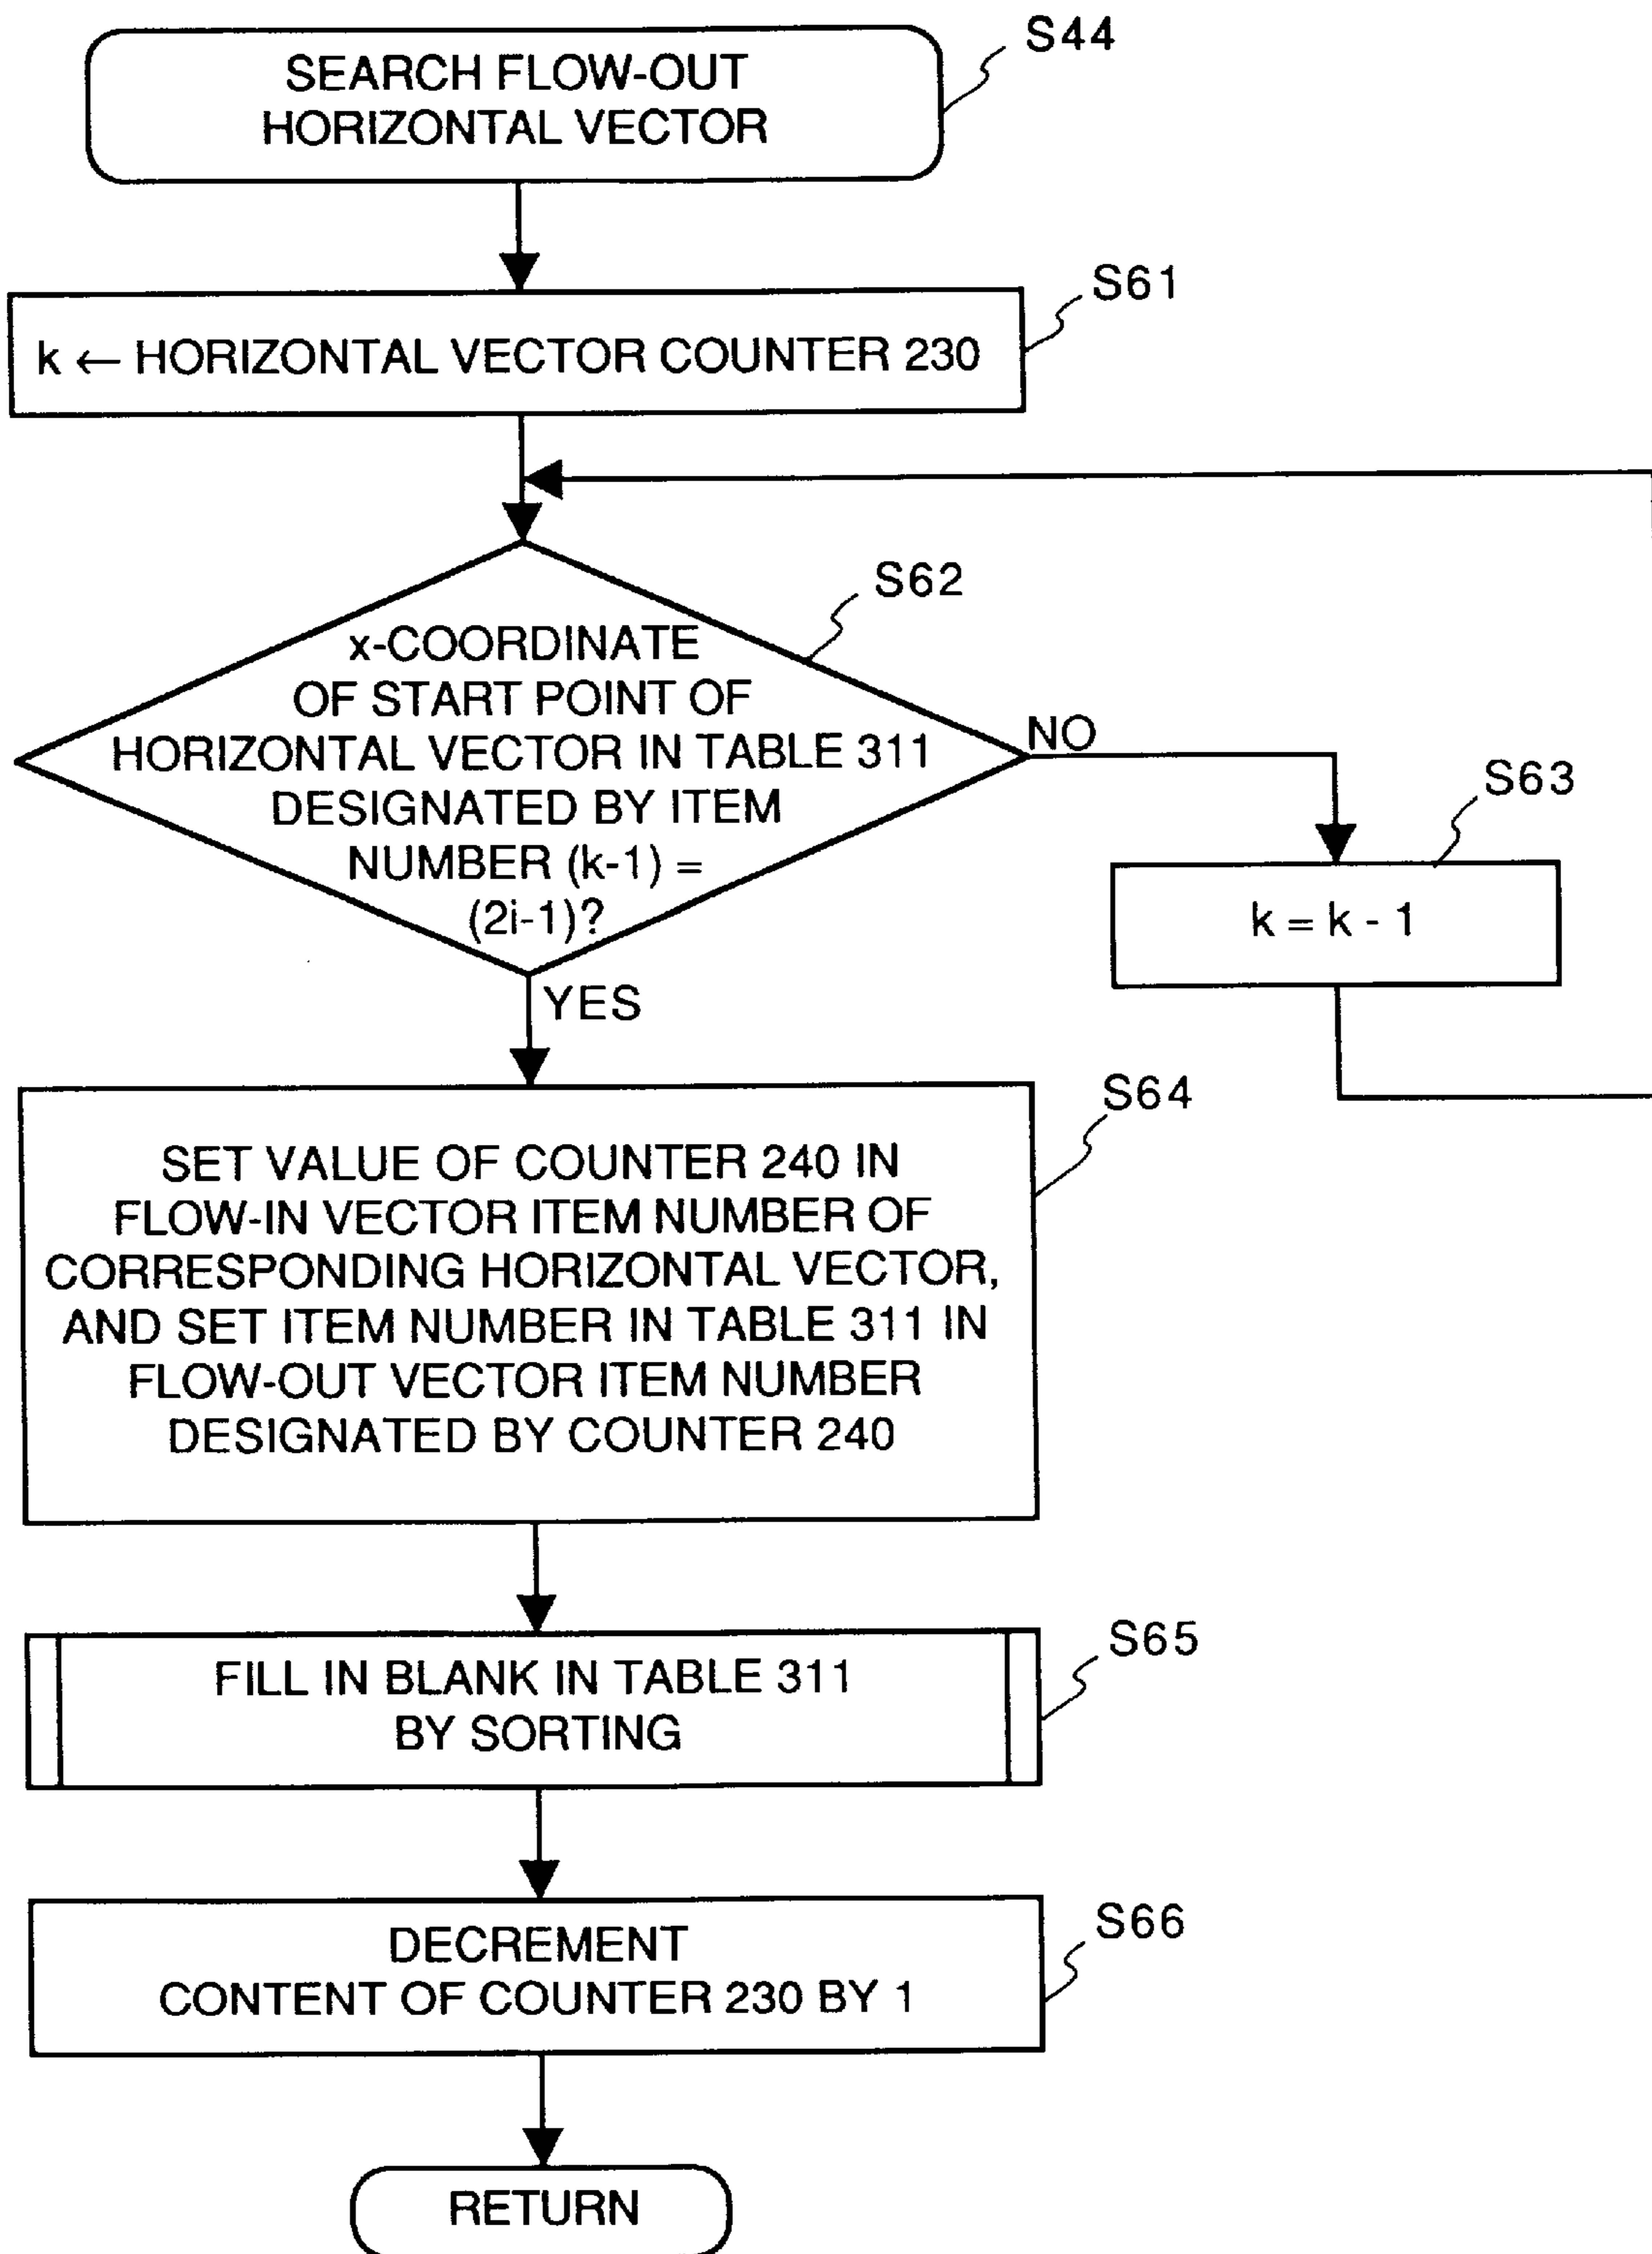 SEARCH FLOW-OUT
HORIZONTAL VECTOR
S44
k ← HORIZONTAL VECTOR COUNTER 230
S61
x-COORDINATE
OF START POINT OF
HORIZONTAL VECTOR IN TABLE 311
DESIGNATED BY ITEM
NUMBER (k-1) =
(2i-1)?
S62
NO
YES
S63
k = k - 1
S64
SET VALUE OF COUNTER 240 IN
FLOW-IN VECTOR ITEM NUMBER OF
CORRESPONDING HORIZONTAL VECTOR,
AND SET ITEM NUMBER IN TABLE 311 IN
FLOW-OUT VECTOR ITEM NUMBER
DESIGNATED BY COUNTER 240
S65
FILL IN BLANK IN TABLE 311
BY SORTING
S66
DECREMENT
CONTENT OF COUNTER 230 BY 1
RETURN